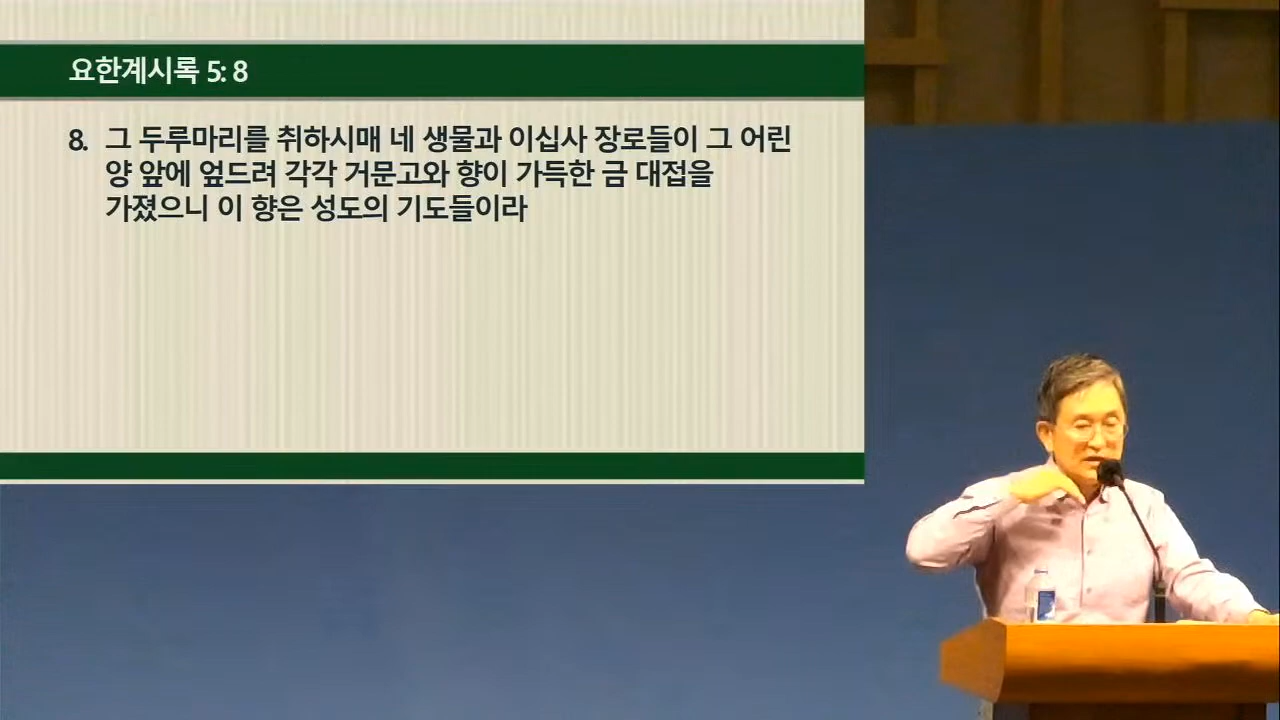 요한계시록 5: 8
8. 그 두루마리를 취하시매 네 생물과 이십사 장로들이 그 어린
양 앞에 엎드려 각각 거문고와 향이 가득한 금 대접을
가졌으니 이 향은 성도의 기도들이라